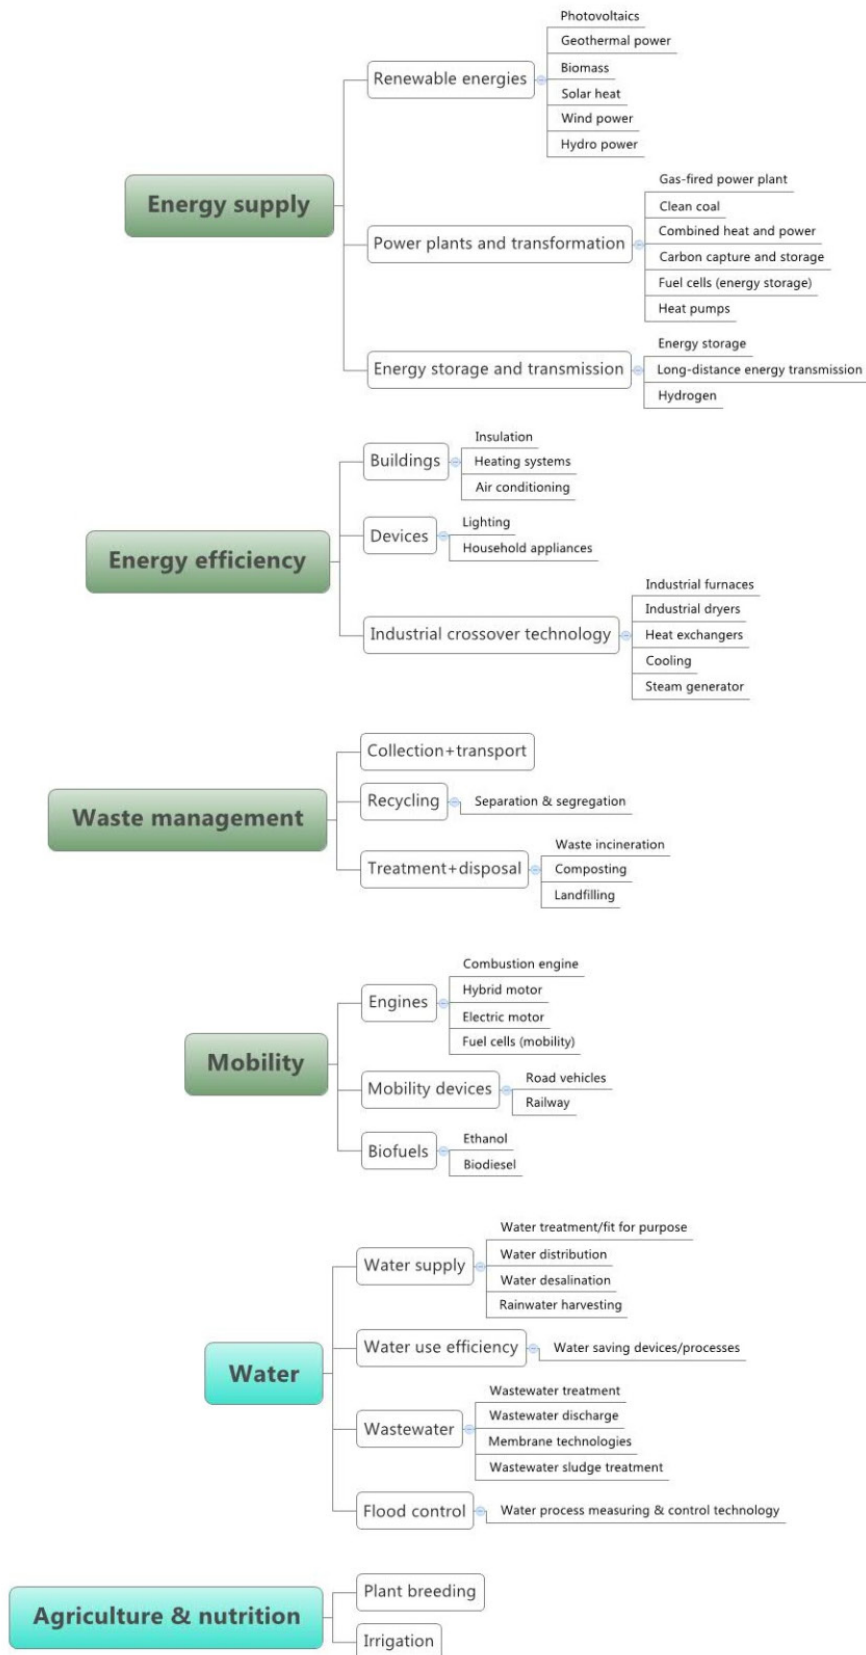 Energy supply
Renewable energies
Photovoltaics
Geothermal power
Biomass
Solar heat
Wind power
Hydro power
Power plants and transformation
Gas-fired power plant
Clean coal
Combined heat and power
Carbon capture and storage
Fuel cells (energy storage)
Heat pumps
Energy storage and transmission
Energy storage
Long-distance energy transmission
Hydrogen
Energy efficiency
Buildings
Insulation
Heating systems
Air conditioning
Devices
Lighting
Household appliances
Industrial crossover technology
Industrial furnaces
Industrial dryers
Heat exchangers
Cooling
Steam generator
Waste management
Collection+transport
Recycling
Separation & segregation
Treatment+disposal
Waste incineration
Composting
Landfilling
Mobility
Engines
Combustion engine
Hybrid motor
Electric motor
Fuel cells (mobility)
Mobility devices
Road vehicles
Railway
Biofuels
Ethanol
Biodiesel
Water
Water supply
Water treatment/fit for purpose
Water distribution
Water desalination
Rainwater harvesting
Water use efficiency
Water saving devices/processes
Wastewater
Wastewater treatment
Wastewater discharge
Membrane technologies
Wastewater sludge treatment
Flood control
Water process measuring & control technology
Agriculture & nutrition
Plant breeding
Irrigation